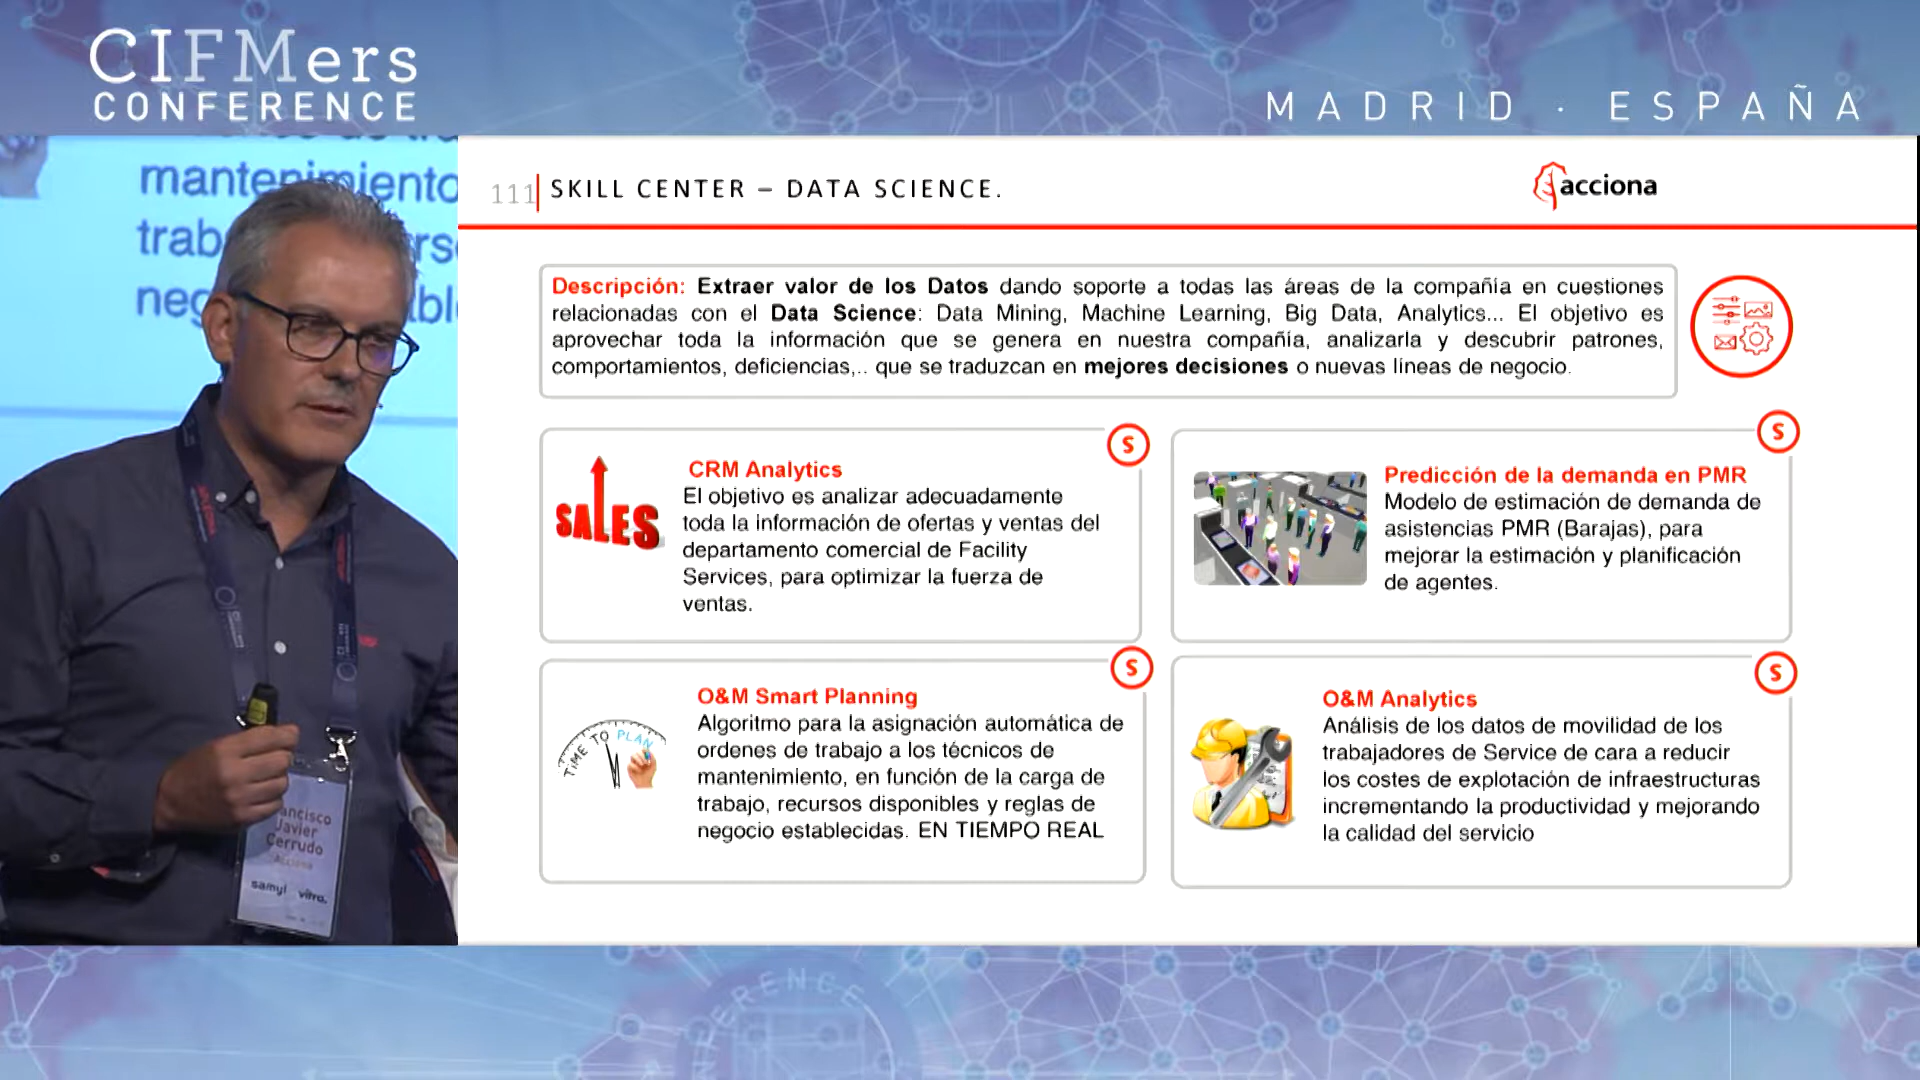 CIFMers
CONFERENCE
MADRID · ESPAÑA
mantenimiento
111
SKILL CENTER – DATA SCIENCE.
acciona
Descripción: Extraer valor de los Datos dando soporte a todas las áreas de la compañía en cuestiones
relacionadas con el Data Science: Data Mining, Machine Learning, Big Data, Analytics... El objetivo es
aprovechar toda la información que se genera en nuestra compañía, analizarla y descubrir patrones,
comportamientos, deficiencias,.. que se traduzcan en mejores decisiones o nuevas líneas de negocio.
S
SALES
CRM Analytics
El objetivo es analizar adecuadamente
toda la información de ofertas y ventas del
departamento comercial de Facility
Services, para optimizar la fuerza de
ventas.
S
Predicción de la demanda en PMR
Modelo de estimación de demanda de
asistencias PMR (Barajas), para
mejorar la estimación y planificación
de agentes.
S
TIME TO PLAN
O&M Smart Planning
Algoritmo para la asignación automática de
ordenes de trabajo a los técnicos de
mantenimiento, en función de la carga de
trabajo, recursos disponibles y reglas de
negocio establecidas. EN TIEMPO REAL
S
O&M Analytics
Análisis de los datos de movilidad de los
trabajadores de Service de cara a reducir
los costes de explotación de infraestructuras
incrementando la productividad y mejorando
la calidad del servicio
Javier
Cerrudo
Acciona
samyl vitra.